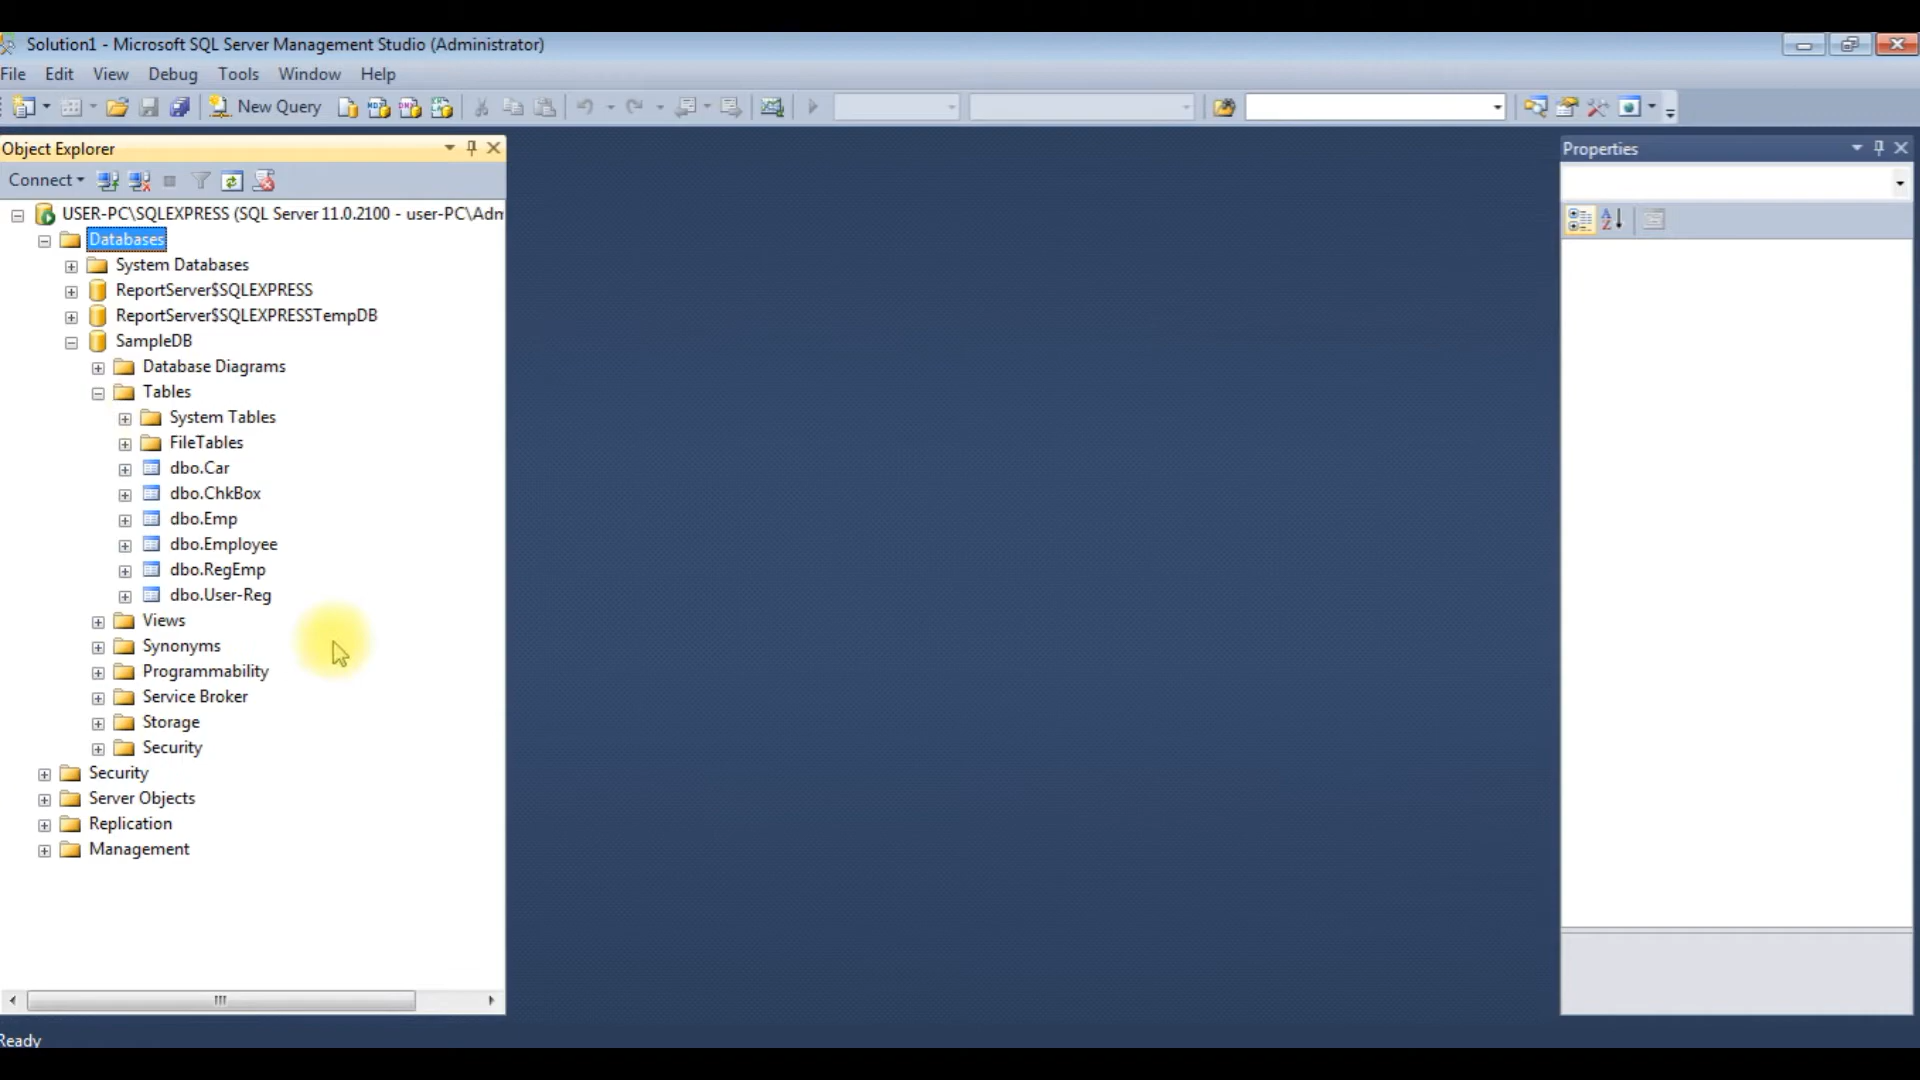 Solution1 - Microsoft SQL Server Management Studio (Administrator)
File Edit View Debug Tools Window Help
New Query
Object Explorer
Connect
USER-PC\SQLEXPRESS (SQL Server 11.0.2100 - user-PC\Adm
Databases
System Databases
ReportServer$SQLEXPRESS
ReportServer$SQLEXPRESSTempDB
SampleDB
Database Diagrams
Tables
System Tables
FileTables
dbo.Car
dbo.ChkBox
dbo.Emp
dbo.Employee
dbo.RegEmp
dbo.User-Reg
Views
Synonyms
Programmability
Service Broker
Storage
Security
Security
Server Objects
Replication
Management
Ready
Properties